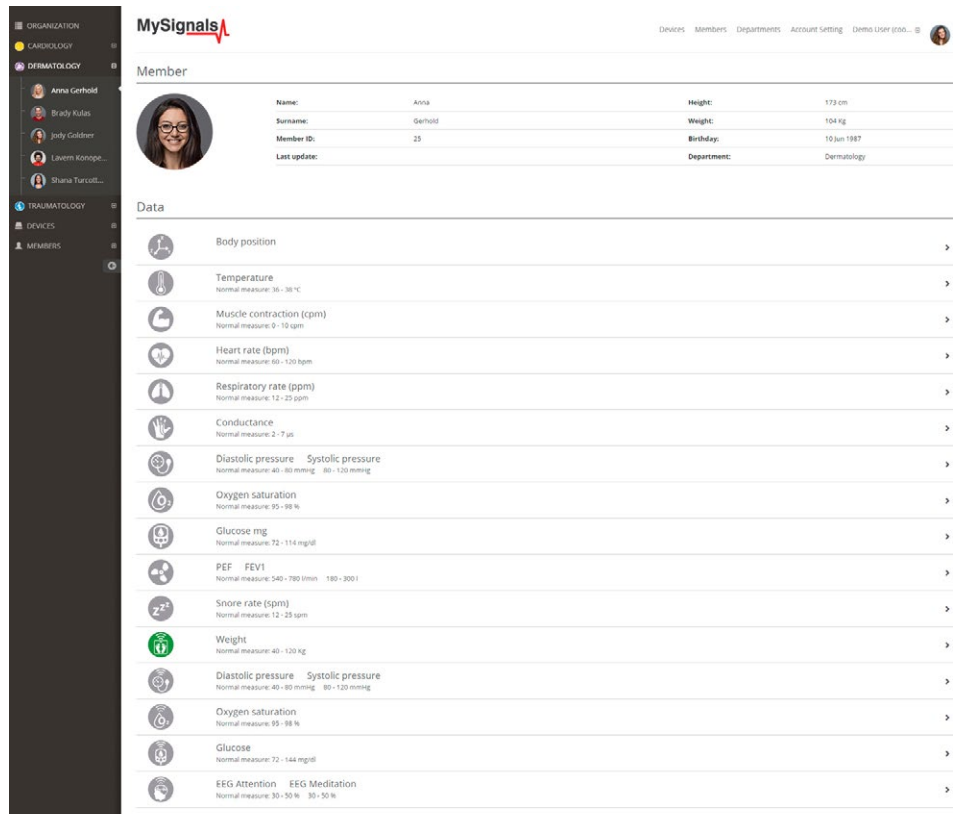 ORGANIZATION
CARDIOLOGY
DERMATOLOGY
Anna Gerhold
Brady Kulas
Jody Goldner
Lavern Konope...
Shana Turcott...
TRAUMATOLOGY
DEVICES
MEMBERS
MySignals
Devices Members Departments Account Setting Demo User (coo...
Member
Name: Anna Height: 173 cm
Surname: Gerhold Weight: 104 Kg
Member ID: 25 Birthday: 10 Jun 1987
Last update: Department: Dermatology
Data
Body position
Temperature
Normal measure: 36 - 38 ºC
Muscle contraction (cpm)
Normal measure: 0 - 10 cpm
Heart rate (bpm)
Normal measure: 60 - 120 bpm
Respiratory rate (ppm)
Normal measure: 12 - 25 ppm
Conductance
Normal measure: 2 - 7 µs
Diastolic pressure Systolic pressure
Normal measure: 40 - 80 mmHg 80 - 120 mmHg
Oxygen saturation
Normal measure: 95 - 98 %
Glucose mg
Normal measure: 72 - 114 mg/dl
PEF FEV1
Normal measure: 540 - 780 l/min 180 - 300 l
Snore rate (spm)
Normal measure: 12 - 25 spm
Weight
Normal measure: 40 - 120 Kg
Diastolic pressure Systolic pressure
Normal measure: 40 - 80 mmHg 80 - 120 mmHg
Oxygen saturation
Normal measure: 95 - 98 %
Glucose
Normal measure: 72 - 144 mg/dl
EEG Attention EEG Meditation
Normal measure: 30 - 50 % 30 - 50 %